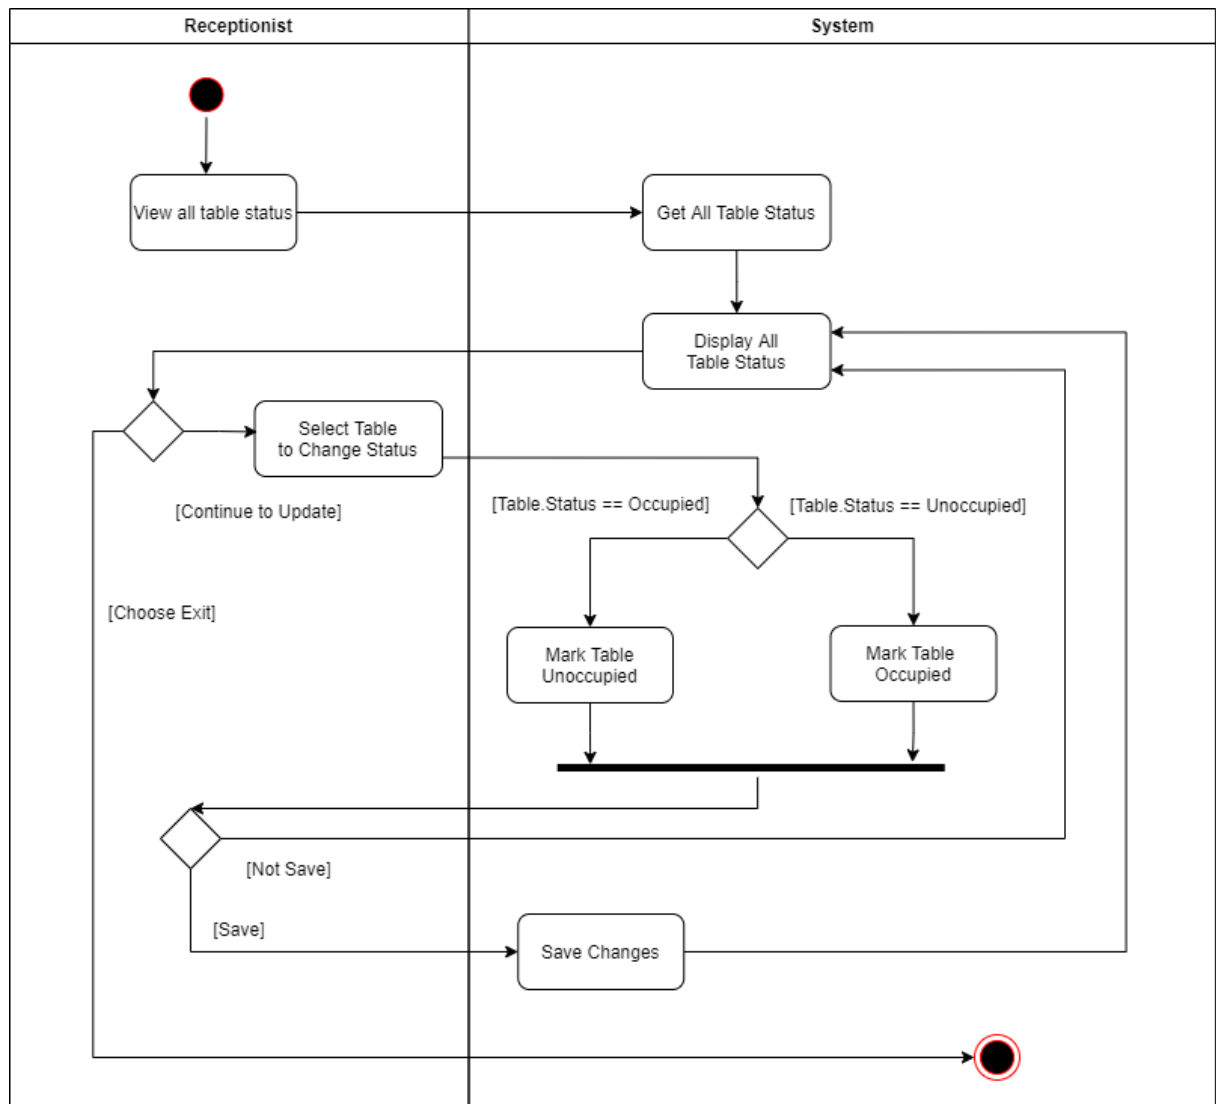 Receptionist
System
View all table status
Get All Table Status
Display All
Table Status
Select Table
to Change Status
[Continue to Update]
[Table.Status == Occupied]
[Table.Status == Unoccupied]
[Choose Exit]
Mark Table
Unoccupied
Mark Table
Occupied
[Not Save]
[Save]
Save Changes